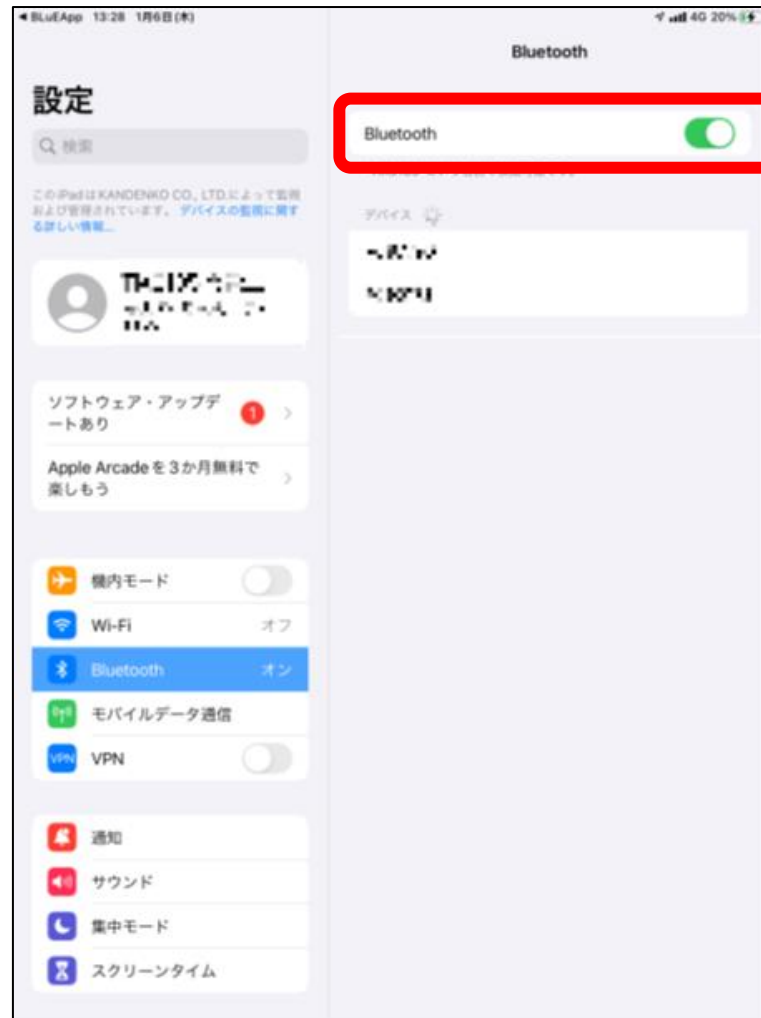 ◀BLuEApp 13:28 1月6日(木)
4G 20%
設定
検索
このiPadはKANDENKO CO., LTD.によって監視
および管理されています。デバイスの監視に関す
る詳しい情報...
ソフトウェア・アップデ
ートあり
1
Apple Arcadeを3か月無料で
楽しもう
機内モード
Wi-Fi オフ
Bluetooth オン
モバイルデータ通信
VPN VPN
通知
サウンド
集中モード
スクリーンタイム
Bluetooth
Bluetooth
デバイス